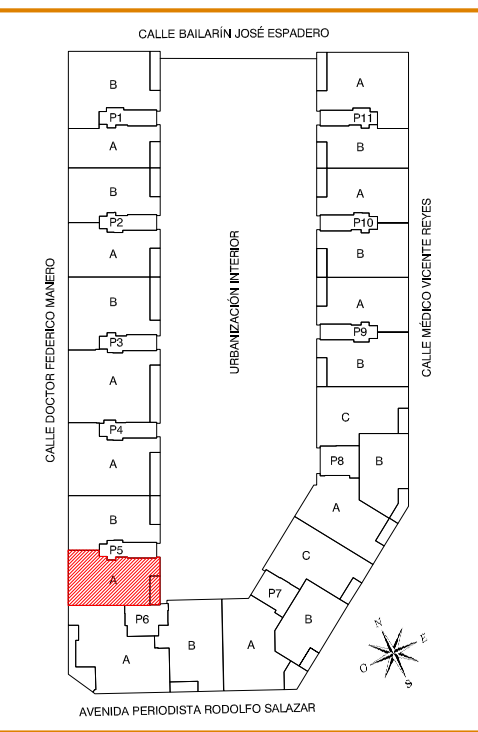 CALLE BAILARÍN JOSÉ ESPADERO
B
A
P1
P11
A
B
B
A
P2
P10
A
B
CALLE DOCTOR FEDERICO MANERO
URBANIZACIÓN INTERIOR
CALLE MÉDICO VICENTE REYES
B
A
P3
P9
A
B
C
P4
A
P8
B
B
A
P5
C
A
P7
P6
B
A
B
A
N
E
O
S
AVENIDA PERIODISTA RODOLFO SALAZAR